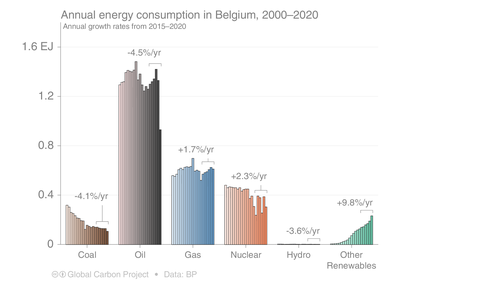 Annual energy consumption in Belgium, 2000–2020
Annual growth rates from 2015–2020
1.6 EJ
1.2
0.8
0.4
0
-4.1%/yr
-4.5%/yr
+1.7%/yr
+2.3%/yr
-3.6%/yr
+9.8%/yr
Coal
Oil
Gas
Nuclear
Hydro
Other
Renewables
Global Carbon Project • Data: BP